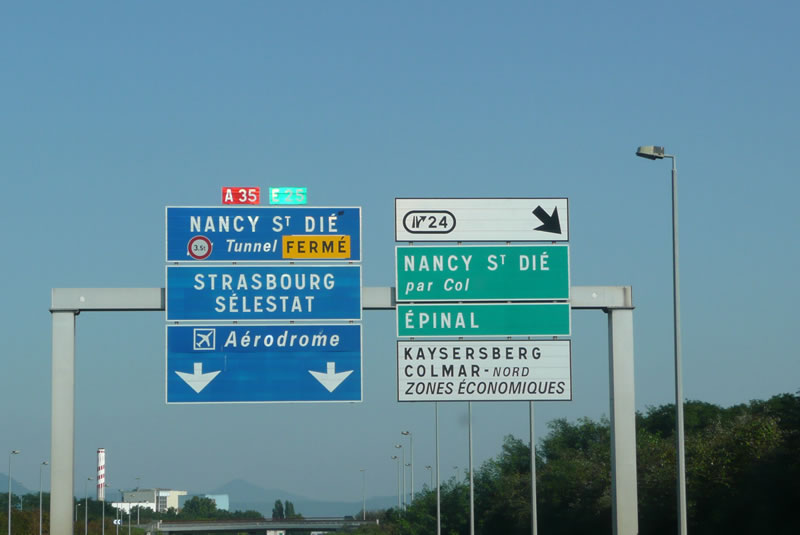 A 35 E 25
NANCY ST DIÉ
3,5t Tunnel FERMÉ
STRASBOURG
SÉLESTAT
Aérodrome
24
NANCY ST DIÉ
par Col
ÉPINAL
KAYSERSBERG
COLMAR-NORD
ZONES ÉCONOMIQUES